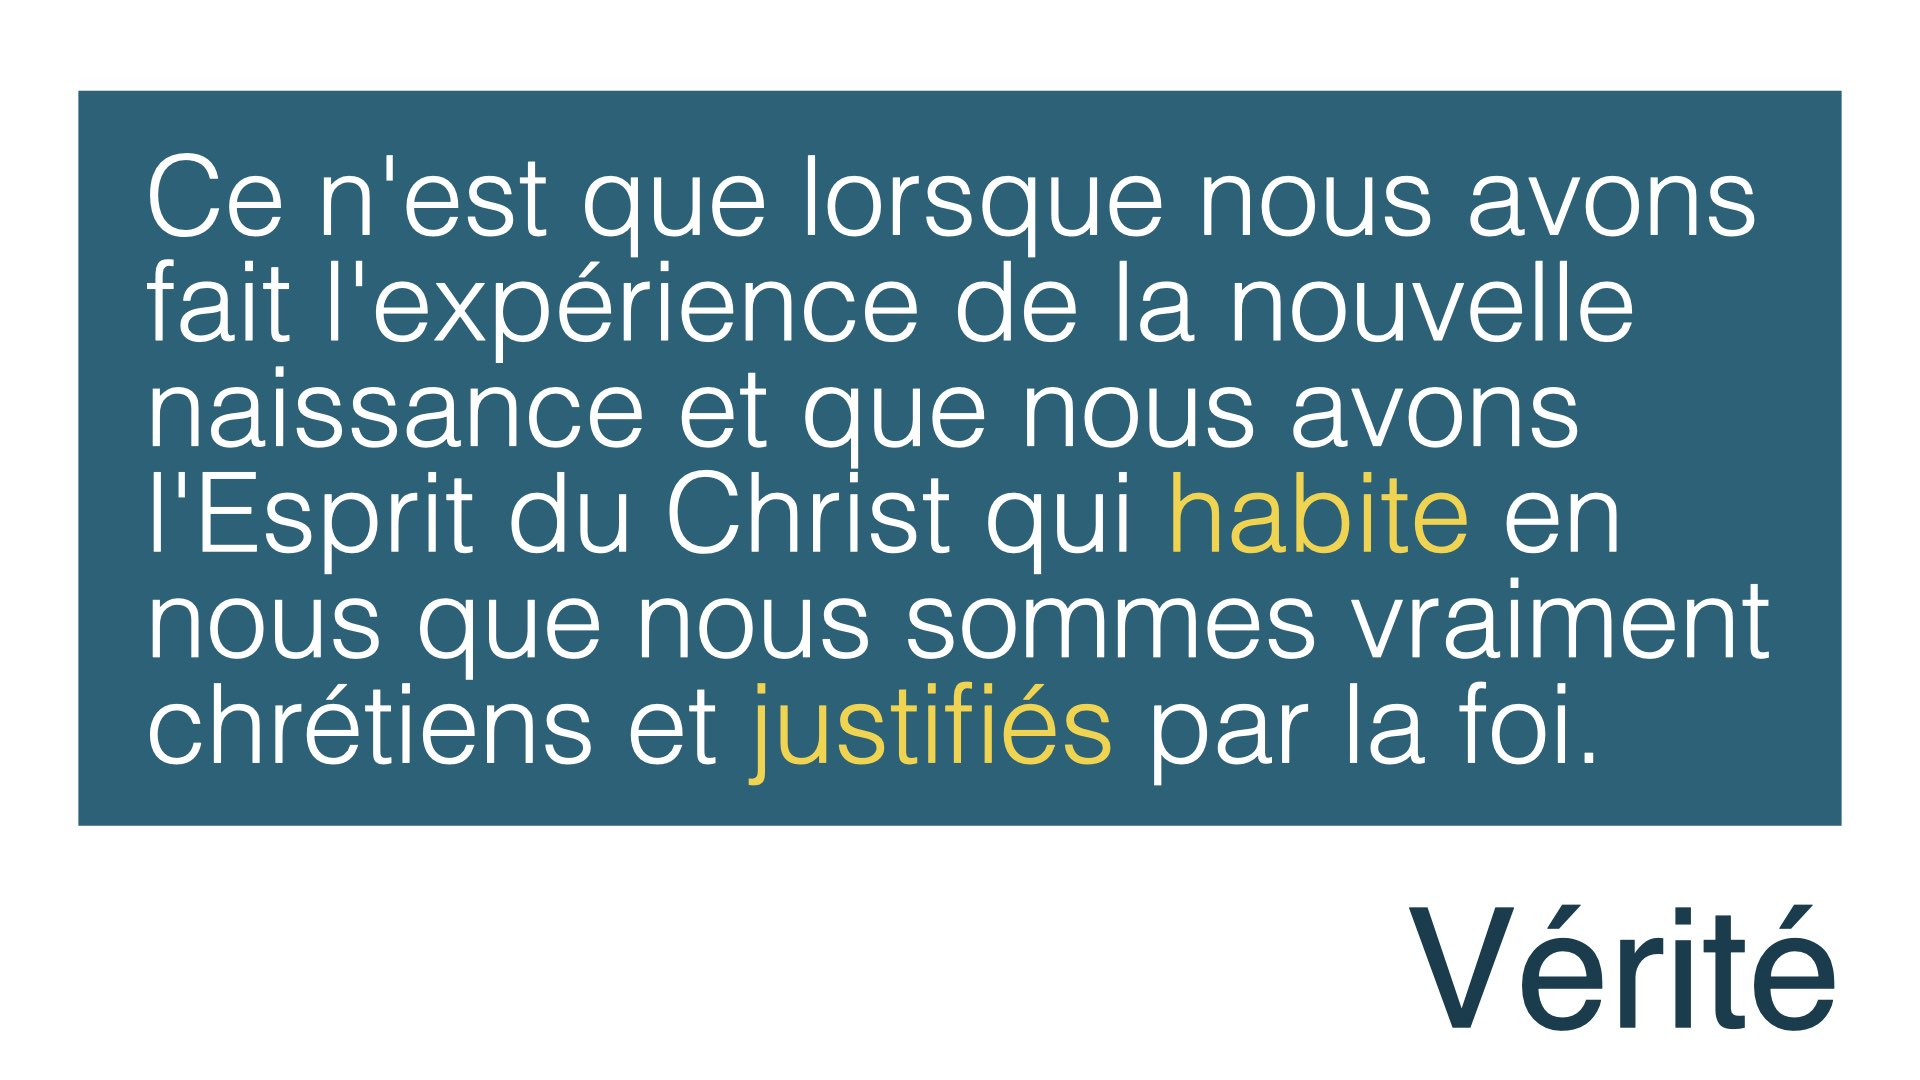 Ce n'est que lorsque nous avons
fait l'expérience de la nouvelle
naissance et que nous avons
l'Esprit du Christ qui habite en
nous que nous sommes vraiment
chrétiens et justifiés par la foi.
Vérité